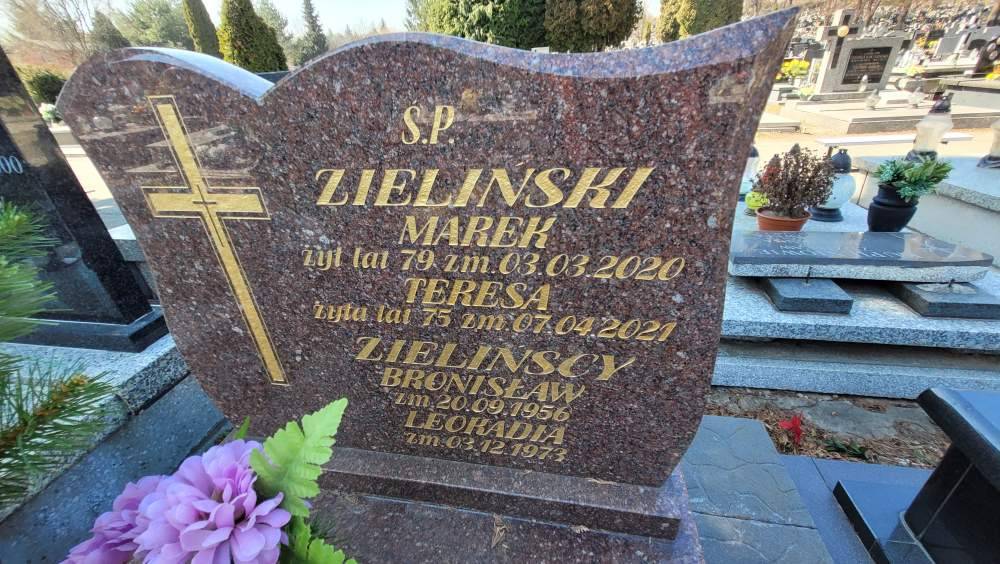 Ś.P.
ZIELIŃSKI
MAREK
żył lat 79 zm. 03.03.2020
TERESA
żyła lat 75 zm. 07.04.2021
ZIELIŃSCY
BRONISŁAW
zm. 20.09.1956
LEOKADIA
zm. 03.12.1973